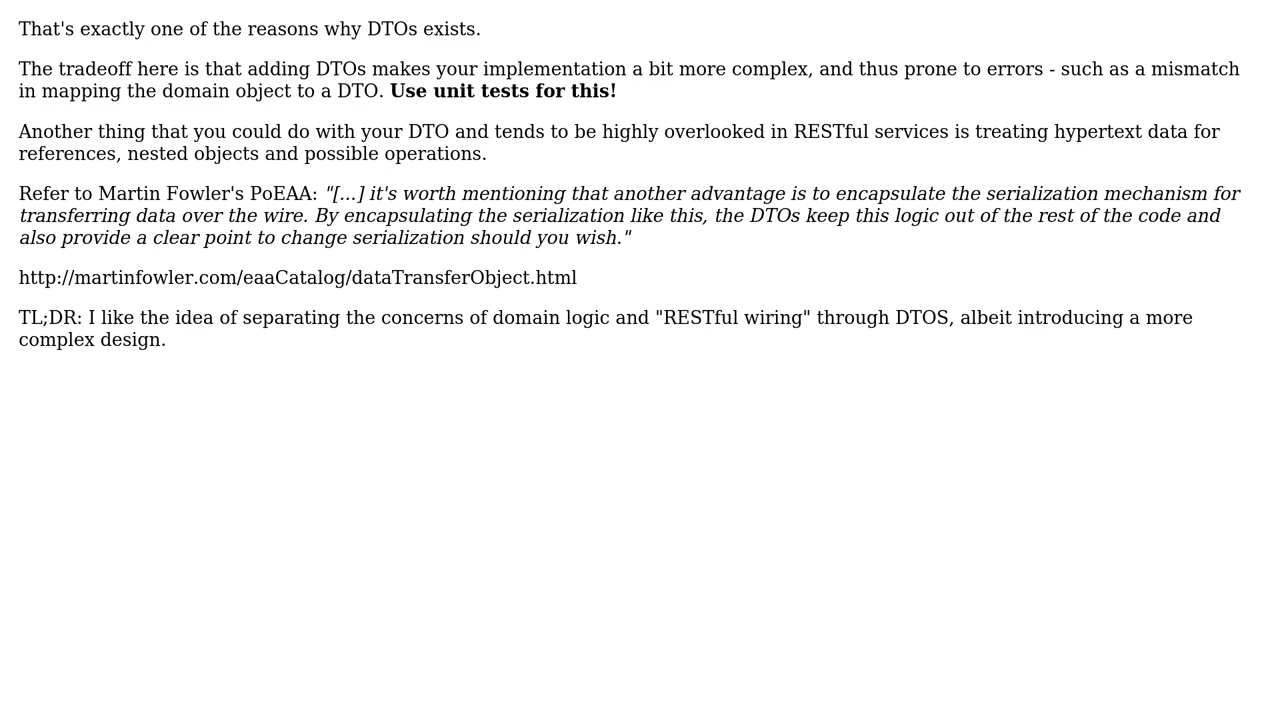 That's exactly one of the reasons why DTOs exists.
The tradeoff here is that adding DTOs makes your implementation a bit more complex, and thus prone to errors - such as a mismatch
in mapping the domain object to a DTO. Use unit tests for this!
Another thing that you could do with your DTO and tends to be highly overlooked in RESTful services is treating hypertext data for
references, nested objects and possible operations.
Refer to Martin Fowler's PoEAA: "[...] it's worth mentioning that another advantage is to encapsulate the serialization mechanism for
transferring data over the wire. By encapsulating the serialization like this, the DTOs keep this logic out of the rest of the code and
also provide a clear point to change serialization should you wish."
http://martinfowler.com/eaaCatalog/dataTransferObject.html
TL;DR: I like the idea of separating the concerns of domain logic and "RESTful wiring" through DTOS, albeit introducing a more
complex design.